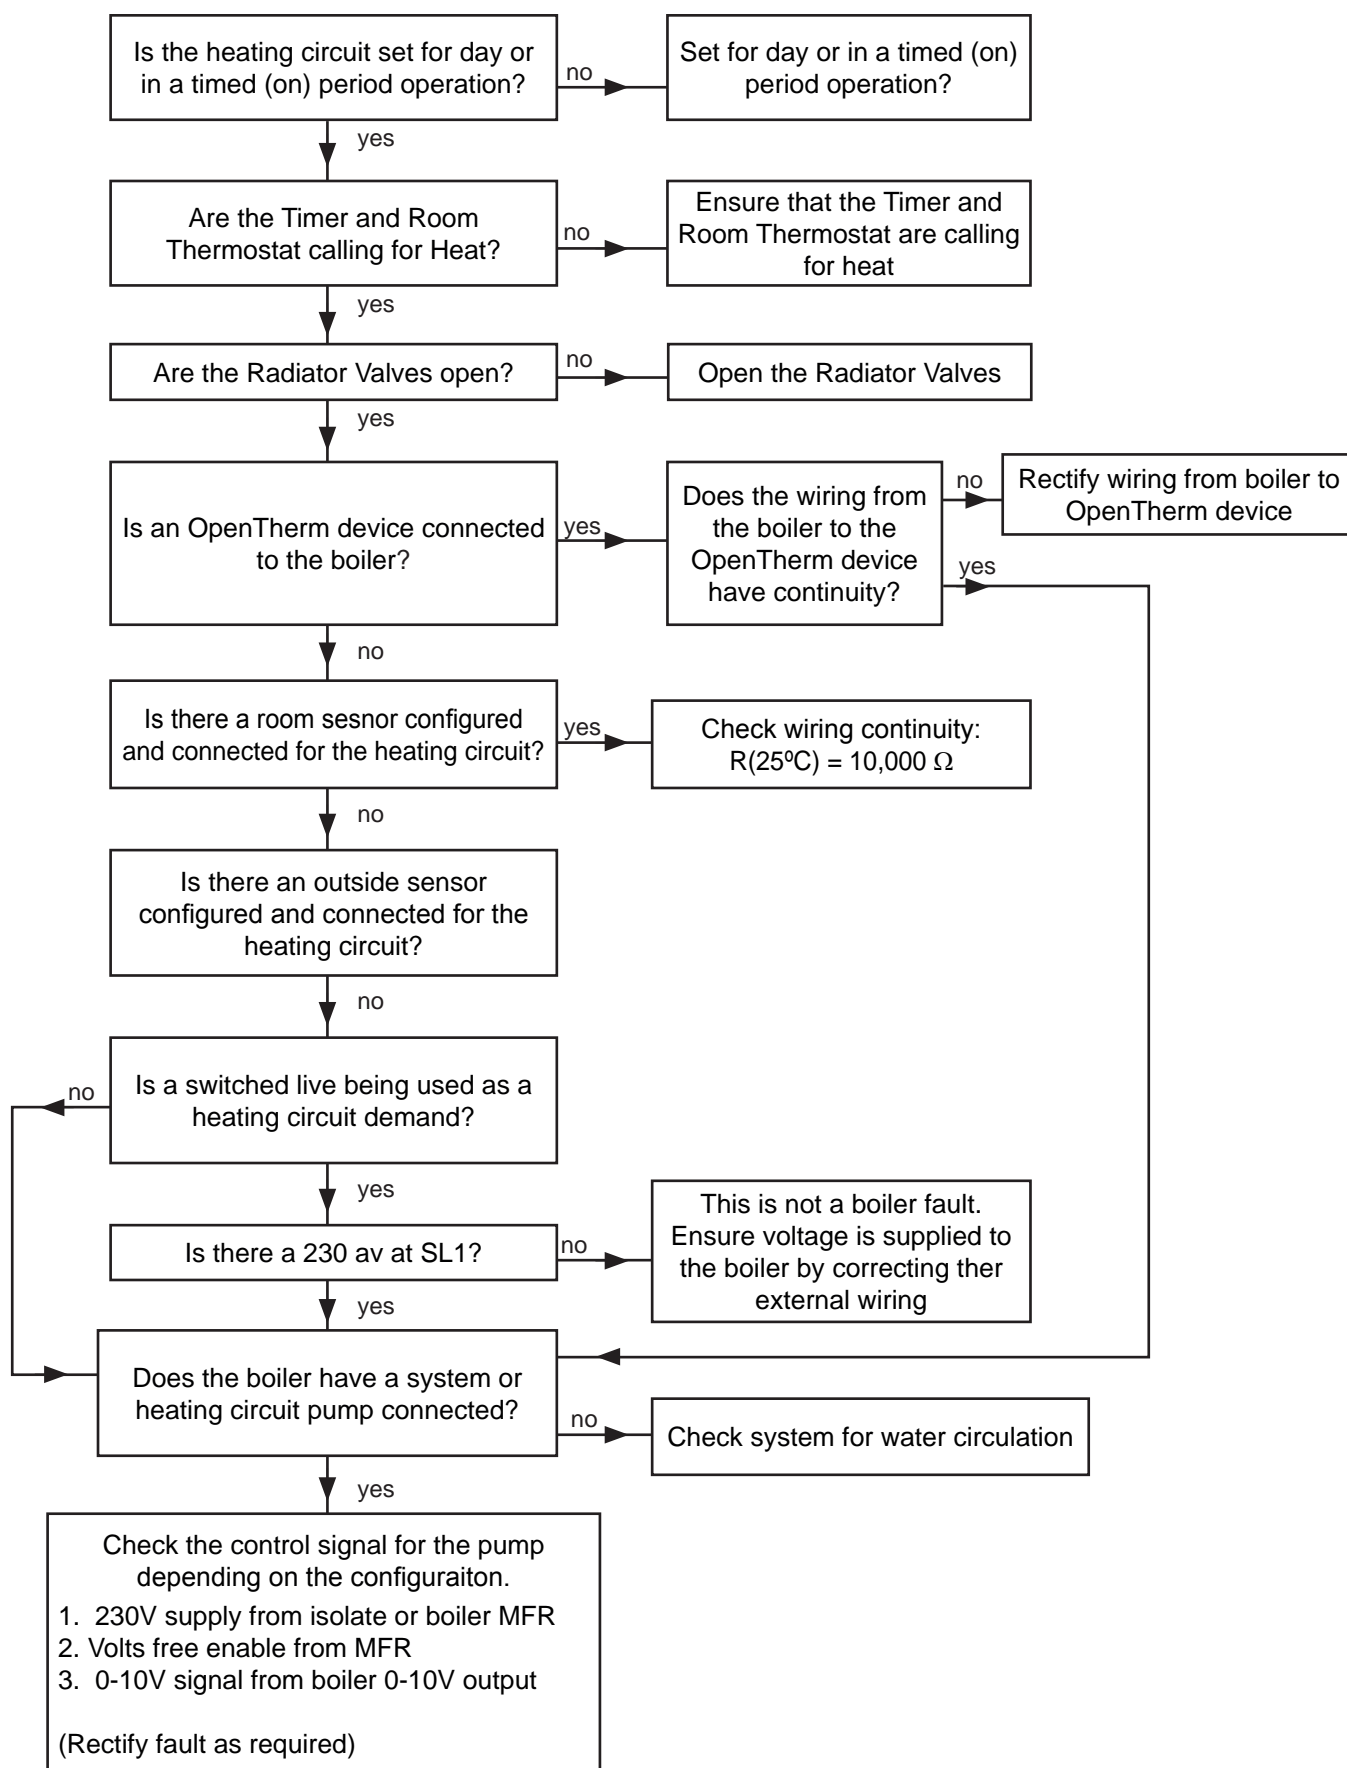 Is the heating circuit set for day or
in a timed (on) period operation?
no
Set for day or in a timed (on)
period operation?
yes
Are the Timer and Room
Thermostat calling for Heat?
no
Ensure that the Timer and
Room Thermostat are calling
for heat
yes
Are the Radiator Valves open?
no
Open the Radiator Valves
yes
Is an OpenTherm device connected
to the boiler?
yes
Does the wiring from
the boiler to the
OpenTherm device
have continuity?
no
Rectify wiring from boiler to
OpenTherm device
yes
no
Is there a room sesnor configured
and connected for the heating circuit?
yes
Check wiring continuity:
R(25ºC) = 10,000 Ω
no
Is there an outside sensor
configured and connected for the
heating circuit?
no
Is a switched live being used as a
heating circuit demand?
no
yes
Is there a 230 av at SL1?
no
This is not a boiler fault.
Ensure voltage is supplied to
the boiler by correcting ther
external wiring
yes
Does the boiler have a system or
heating circuit pump connected?
no
Check system for water circulation
yes
Check the control signal for the pump
depending on the configuraiton.
1. 230V supply from isolate or boiler MFR
2. Volts free enable from MFR
3. 0-10V signal from boiler 0-10V output
(Rectify fault as required)